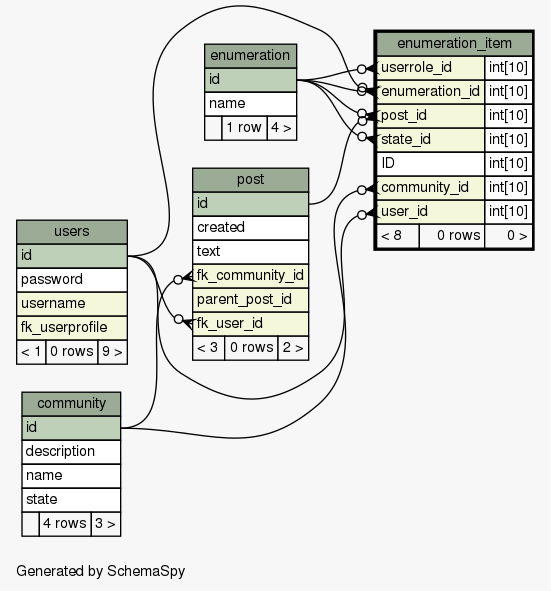 enumeration
id
name
1 row 4 >
enumeration_item
userrole_id int[10]
enumeration_id int[10]
post_id int[10]
state_id int[10]
ID int[10]
community_id int[10]
user_id int[10]
< 8 0 rows 0 >
post
id
created
text
fk_community_id
parent_post_id
fk_user_id
< 3 0 rows 2 >
users
id
password
username
fk_userprofile
< 1 0 rows 9 >
community
id
description
name
state
4 rows 3 >
Generated by SchemaSpy